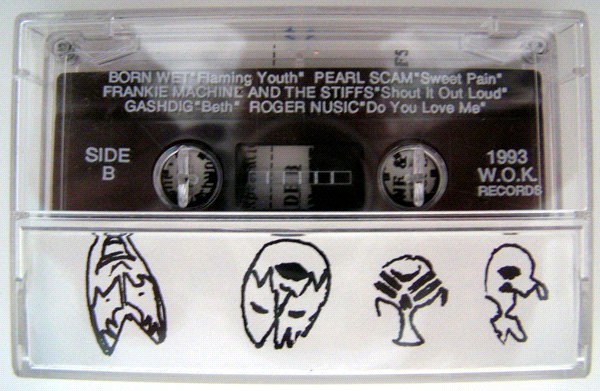 BORN WET"Flaming Youth" PEARL SCAM"Sweet Pain"
FRANKIE MACHINE AND THE STIFFS"Shout it Out Loud"
GASHDIG"Beth" ROGER NUSIC"Do You Love Me"
SIDE
B
1993
W.O.K.
RECORDS